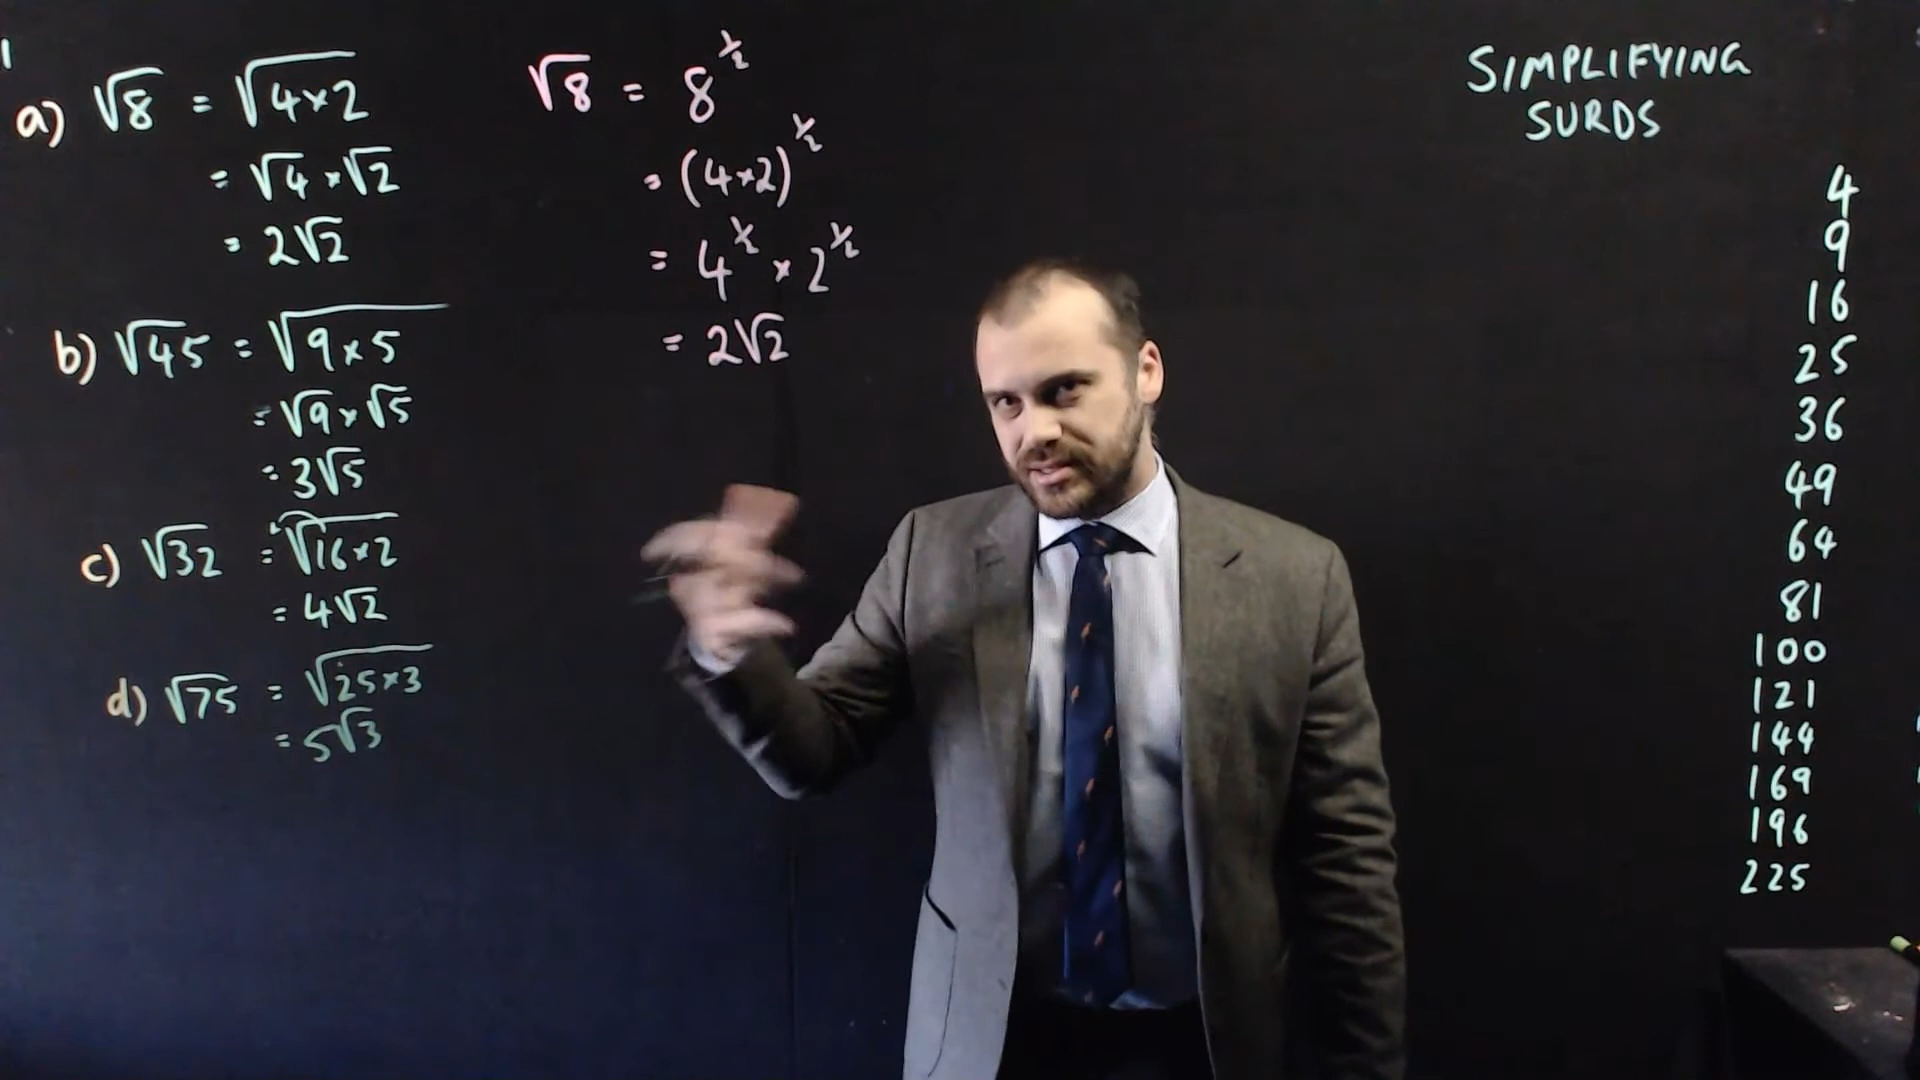 1
a) √8 = √4×2
= √4 × √2
= 2√2
b) √45 = √9×5
= √9 × √5
= 3√5
c) √32 = √16×2
= 4√2
d) √75 = √25×3
= 5√3
√8 = 8^½
= (4×2)^½
= 4^½ × 2^½
= 2√2
SIMPLIFYING
SURDS
4
9
16
25
36
49
64
81
100
121
144
169
196
225